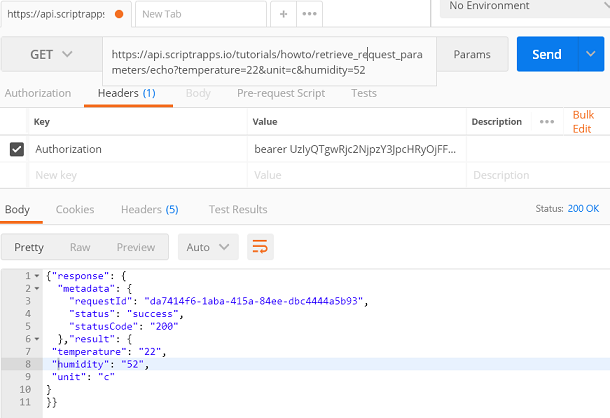 https://api.scriptrapps
New Tab
+
•••
No Environment
GET
https://api.scriptrapps.io/tutorials/howto/retrieve_request_para
meters/echo?temperature=22&unit=c&humidity=52
Params
Send
Authorization
Headers (1)
Body
Pre-request Script
Tests
Key
Value
Description
•••
Bulk
Edit
Authorization
bearer UzIyQTgwRjc2NjpzY3JpcHRyOjFF...
New key
Value
Description
Body
Cookies
Headers (5)
Test Results
Status: 200 OK
Pretty
Raw
Preview
Auto
1 {"response": {
2 "metadata": {
3 "requestId": "da7414f6-1aba-415a-84ee-dbc4444a5b93",
4 "status": "success",
5 "statusCode": "200"
6 },"result": {
7 "temperature": "22",
8 "humidity": "52",
9 "unit": "c"
10 }
11 }}